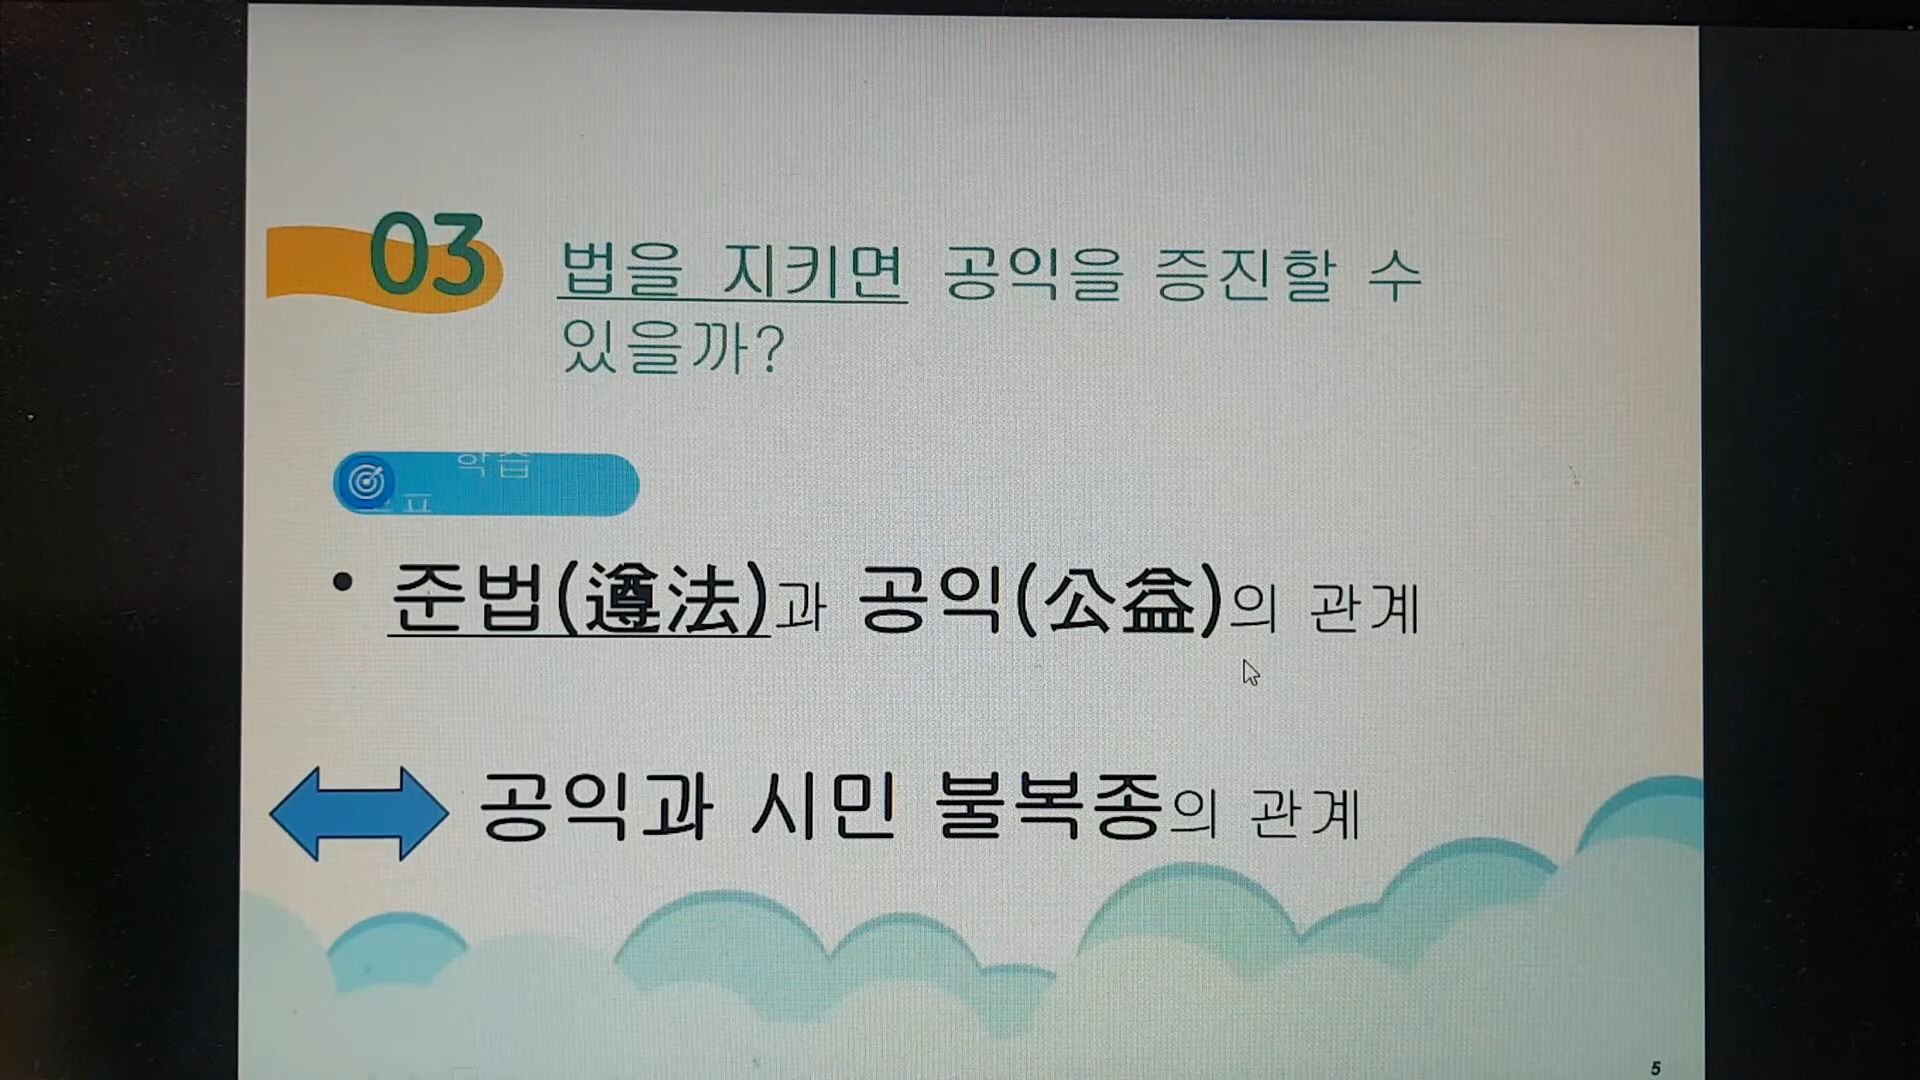 03
법을 지키면 공익을 증진할 수
있을까?
학습
표
• 준법(遵法)과 공익(公益)의 관계
공익과 시민 불복종의 관계
5